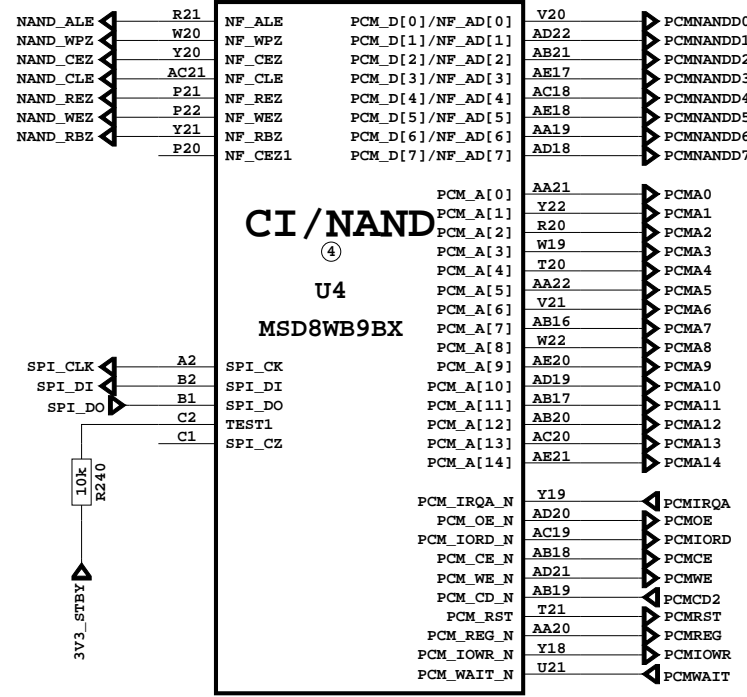 NAND_ALE R21 NF_ALE PCM_D[0]/NF_AD[0] V20 PCMNANDD0
NAND_WPZ W20 NF_WPZ PCM_D[1]/NF_AD[1] AD22 PCMNANDD1
NAND_CEZ Y20 NF_CEZ PCM_D[2]/NF_AD[2] AB21 PCMNANDD2
NAND_CLE AC21 NF_CLE PCM_D[3]/NF_AD[3] AE17 PCMNANDD3
NAND_REZ P21 NF_REZ PCM_D[4]/NF_AD[4] AC18 PCMNANDD4
NAND_WEZ P22 NF_WEZ PCM_D[5]/NF_AD[5] AE18 PCMNANDD5
NAND_RBZ Y21 NF_RBZ PCM_D[6]/NF_AD[6] AA19 PCMNANDD6
P20 NF_CEZ1 PCM_D[7]/NF_AD[7] AD18 PCMNANDD7
PCM_A[0] AA21 PCMA0
PCM_A[1] Y22 PCMA1
CI/NAND
PCM_A[2] R20 PCMA2
4
PCM_A[3] W19 PCMA3
PCM_A[4] T20 PCMA4
U4
PCM_A[5] AA22 PCMA5
PCM_A[6] V21 PCMA6
MSD8WB9BX
PCM_A[7] AB16 PCMA7
PCM_A[8] W22 PCMA8
SPI_CLK A2 SPI_CK PCM_A[9] AE20 PCMA9
SPI_DI B2 SPI_DI PCM_A[10] AD19 PCMA10
SPI_DO B1 SPI_DO PCM_A[11] AB17 PCMA11
C2 TEST1 PCM_A[12] AB20 PCMA12
C1 SPI_CZ PCM_A[13] AC20 PCMA13
PCM_A[14] AE21 PCMA14
10k
R240
3V3_STBY
PCM_IRQA_N Y19 PCMIRQA
PCM_OE_N AD20 PCMOE
PCM_IORD_N AC19 PCMIORD
PCM_CE_N AB18 PCMCE
PCM_WE_N AD21 PCMWE
PCM_CD_N AB19 PCMCD2
PCM_RST T21 PCMRST
PCM_REG_N AA20 PCMREG
PCM_IOWR_N Y18 PCMIOWR
PCM_WAIT_N U21 PCMWAIT